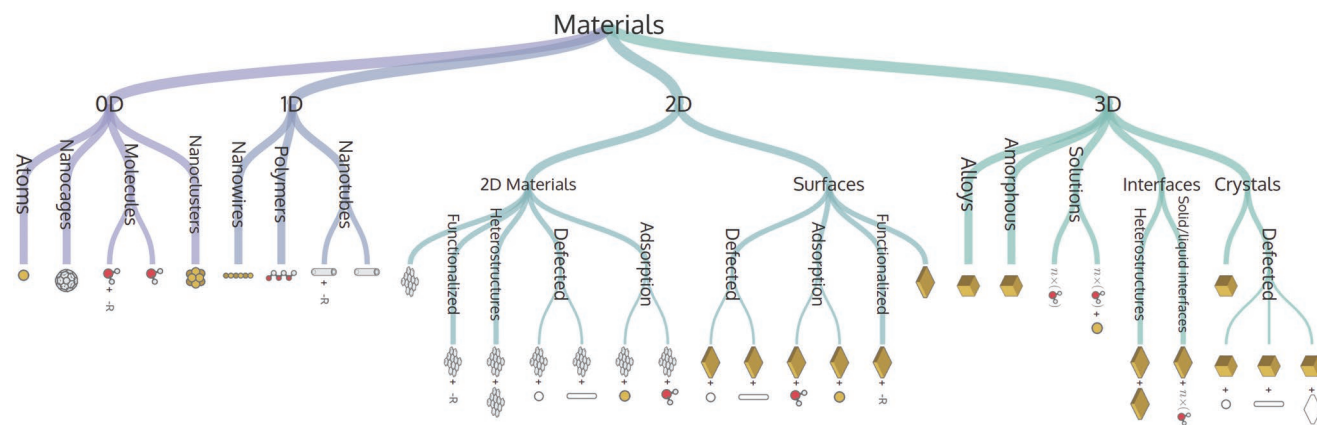 Materials
0D
1D
2D
3D
Atoms
Nanocages
Molecules
Nanoclusters
Nanowires
Polymers
Nanotubes
2D Materials
Surfaces
Alloys
Amorphous
Solutions
Interfaces
Crystals
Functionalized
Heterostructures
Defected
Adsorption
Defected
Adsorption
Functionalized
Heterostructures
Solid/liquid interfaces
Defected
+ -R
+ -R
n×( )
n×( ) +
+ -R
+
+
+
+
+
+
+
+
+
+ -R
+
+ n×( )
+
+
+